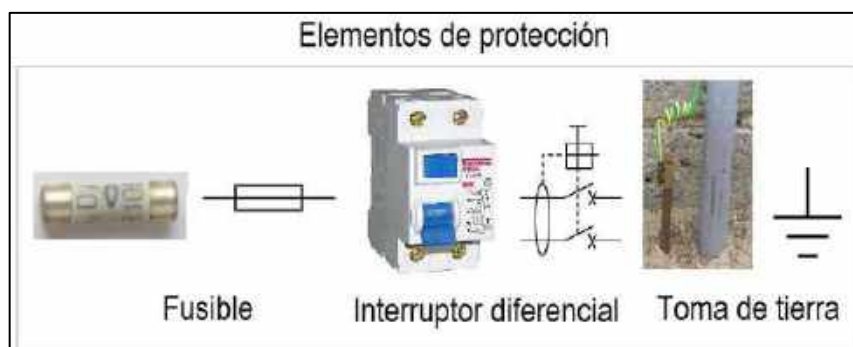 Elementos de protección
Fusible
Interruptor diferencial
Toma de tierra